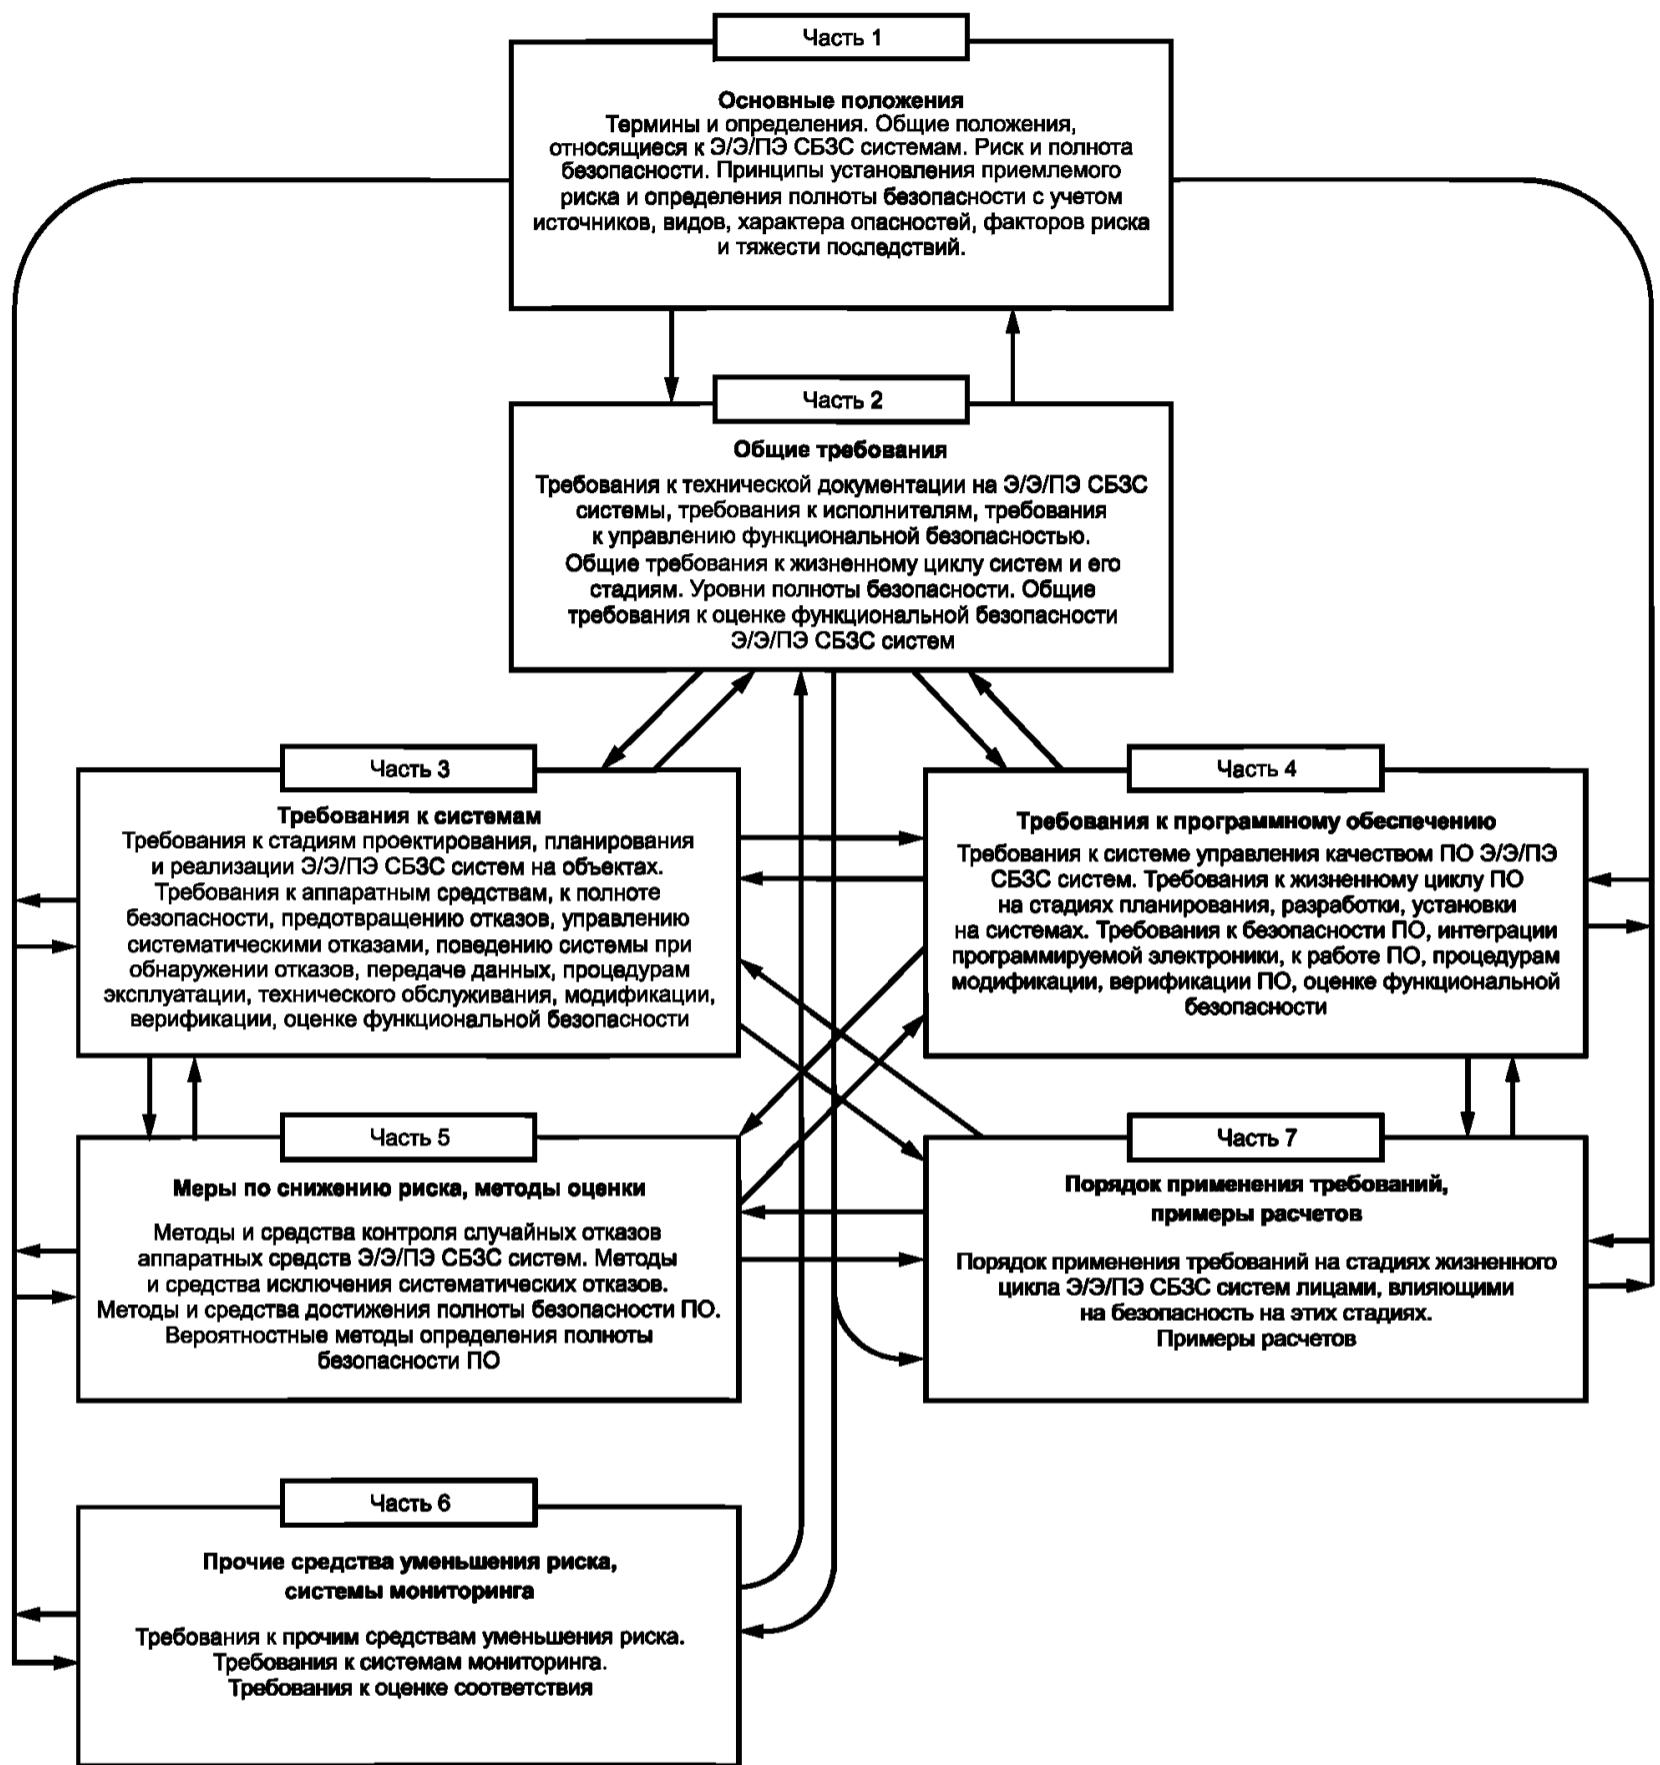 Часть 1
Основные положения
Термины и определения. Общие положения,
относящиеся к Э/Э/ПЭ СБЗС системам. Риск и полнота
безопасности. Принципы установления приемлемого
риска и определения полноты безопасности с учетом
источников, видов, характера опасностей, факторов риска
и тяжести последствий.
Часть 2
Общие требования
Требования к технической документации на Э/Э/ПЭ СБЗС
системы, требования к исполнителям, требования
к управлению функциональной безопасностью.
Общие требования к жизненному циклу систем и его
стадиям. Уровни полноты безопасности. Общие
требования к оценке функциональной безопасности
Э/Э/ПЭ СБЗС систем
Часть 3
Требования к системам
Требования к стадиям проектирования, планирования
и реализации Э/Э/ПЭ СБЗС систем на объектах.
Требования к аппаратным средствам, к полноте
безопасности, предотвращению отказов, управлению
систематическими отказами, поведению системы при
обнаружении отказов, передаче данных, процедурам
эксплуатации, технического обслуживания, модификации,
верификации, оценке функциональной безопасности
Часть 4
Требования к программному обеспечению
Требования к системе управления качеством ПО Э/Э/ПЭ
СБЗС систем. Требования к жизненному циклу ПО
на стадиях планирования, разработки, установки
на системах. Требования к безопасности ПО, интеграции
программируемой электроники, к работе ПО, процедурам
модификации, верификации ПО, оценке функциональной
безопасности
Часть 5
Меры по снижению риска, методы оценки
Методы и средства контроля случайных отказов
аппаратных средств Э/Э/ПЭ СБЗС систем. Методы
и средства исключения систематических отказов.
Методы и средства достижения полноты безопасности ПО.
Вероятностные методы определения полноты
безопасности ПО
Часть 7
Порядок применения требований,
примеры расчетов
Порядок применения требований на стадиях жизненного
цикла Э/Э/ПЭ СБЗС систем лицами, влияющими
на безопасность на этих стадиях.
Примеры расчетов
Часть 6
Прочие средства уменьшения риска,
системы мониторинга
Требования к прочим средствам уменьшения риска.
Требования к системам мониторинга.
Требования к оценке соответствия